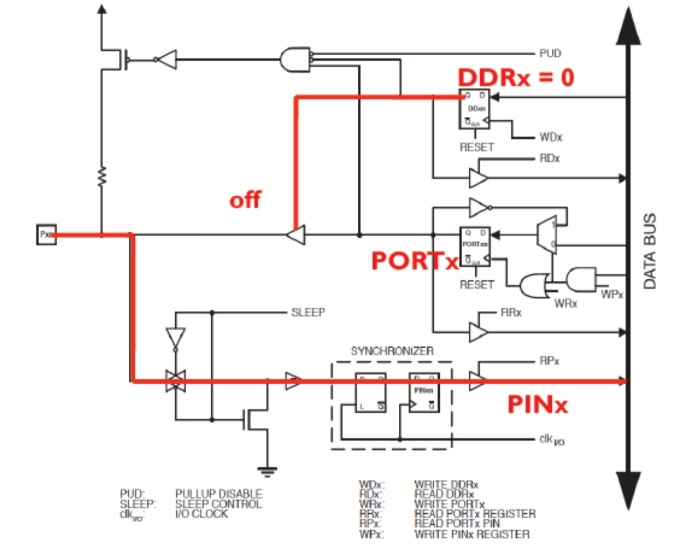 PUD
DDRx = 0
Q D
DDxn
Q CLR
WDx
RESET
RDx
off
1
Pxn
Q D
0
PORTx
PORTxn
Q CLR
DATA BUS
RESET
WPx
WRx
SLEEP
RRx
SYNCHRONIZER
RPx
PINxn
L Q
Q
PINx
clk I/O
PUD: PULLUP DISABLE
SLEEP: SLEEP CONTROL
clk I/O: I/O CLOCK
WDx: WRITE DDRx
RDx: READ DDRx
WRx: WRITE PORTx
RRx: READ PORTx REGISTER
RPx: READ PORTx PIN
WPx: WRITE PINx REGISTER